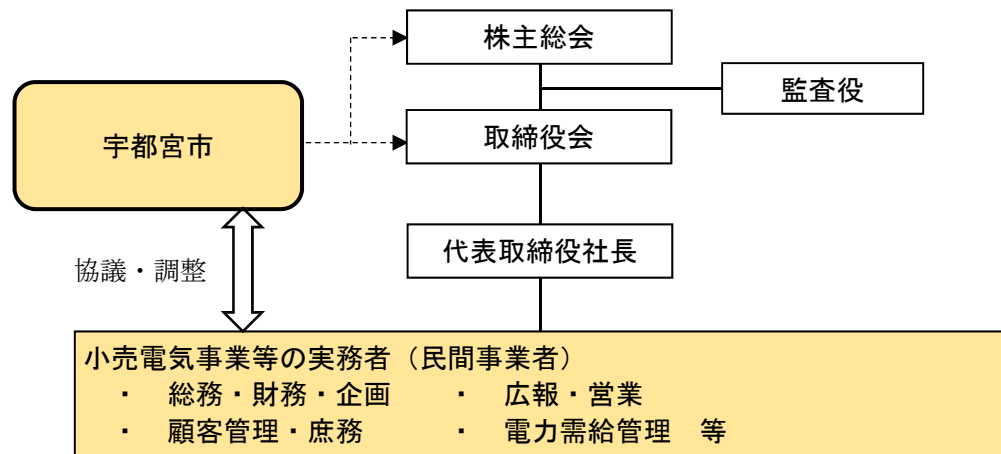 株主総会
監査役
宇都宮市
取締役会
代表取締役社長
協議・調整
小売電気事業等の実務者（民間事業者）
・　総務・財務・企画　　・　広報・営業
・　顧客管理・庶務　　　・　電力需給管理　等